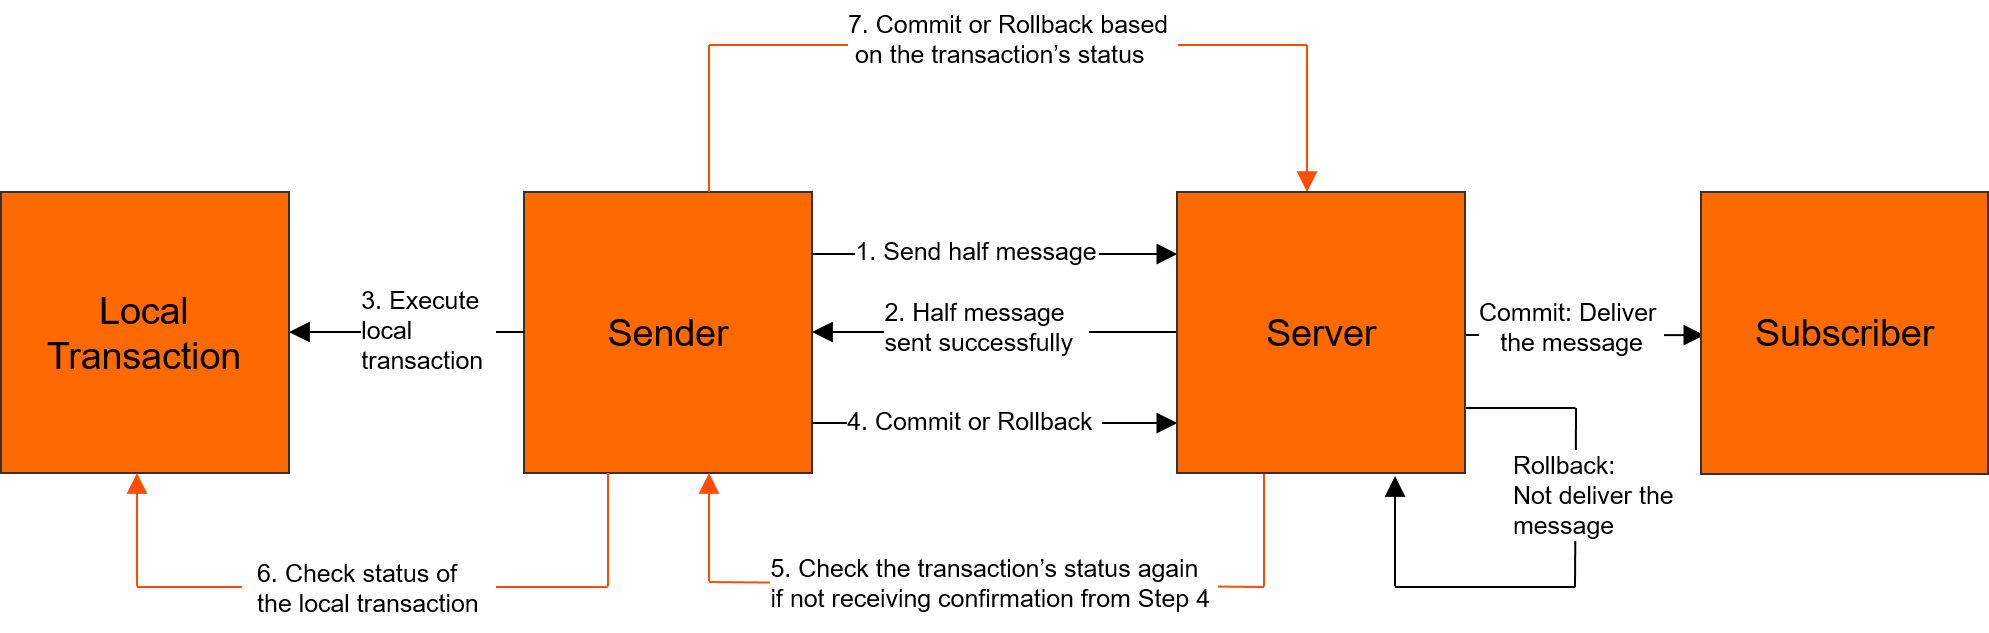 7. Commit or Rollback based
on the transaction’s status
1. Send half message
3. Execute
local
transaction
2. Half message
sent successfully
Commit: Deliver
the message
Local
Transaction
Sender
Server
Subscriber
4. Commit or Rollback
Rollback:
Not deliver the
message
6. Check status of
the local transaction
5. Check the transaction’s status again
if not receiving confirmation from Step 4